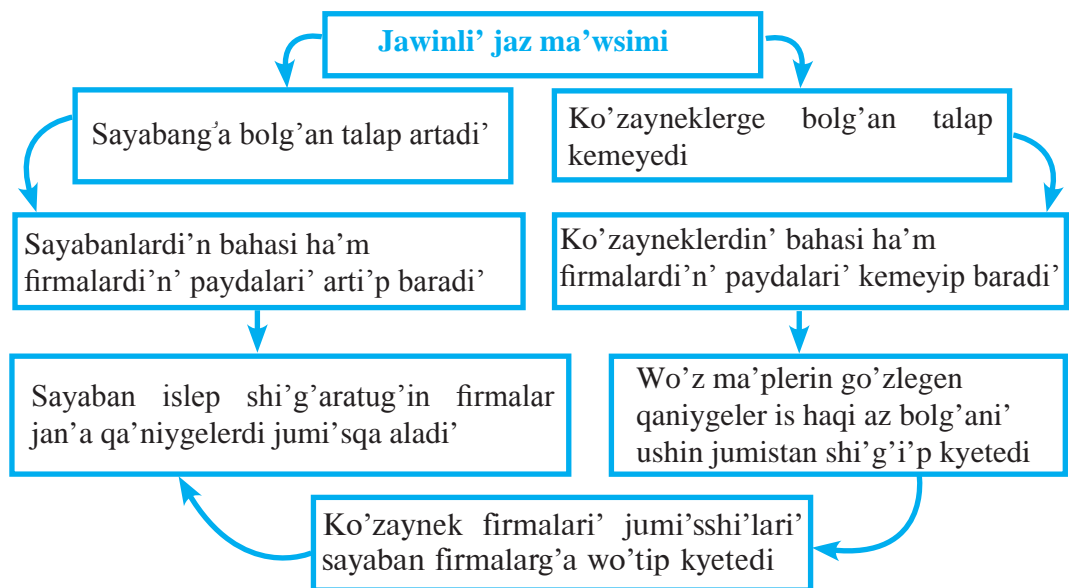 Jawinli’ jaz ma’wsimi
Sayabang’a bolg’an talap artadi’
Ko’zayneklerge bolg’an talap
kemeyedi
Sayabanlardi’n bahasi ha’m
firmalardi’n’ paydalari’ arti’p baradi’
Ko’zayneklerdin’ bahasi ha’m
firmalardi’n’ paydalari’ kemeyip baradi’
Sayaban islep shi’g’aratug’in firmalar
jan’a qa’niygelerdi jumi’sqa aladi’
Wo’z ma’plerin go’zlegen
qaniygeler is haqi az bolg’ani’
ushin jumistan shi’g’i’p kyetedi
Ko’zaynek firmalari’ jumi’sshi’lari’
sayaban firmalarg’a wo’tip kyetedi